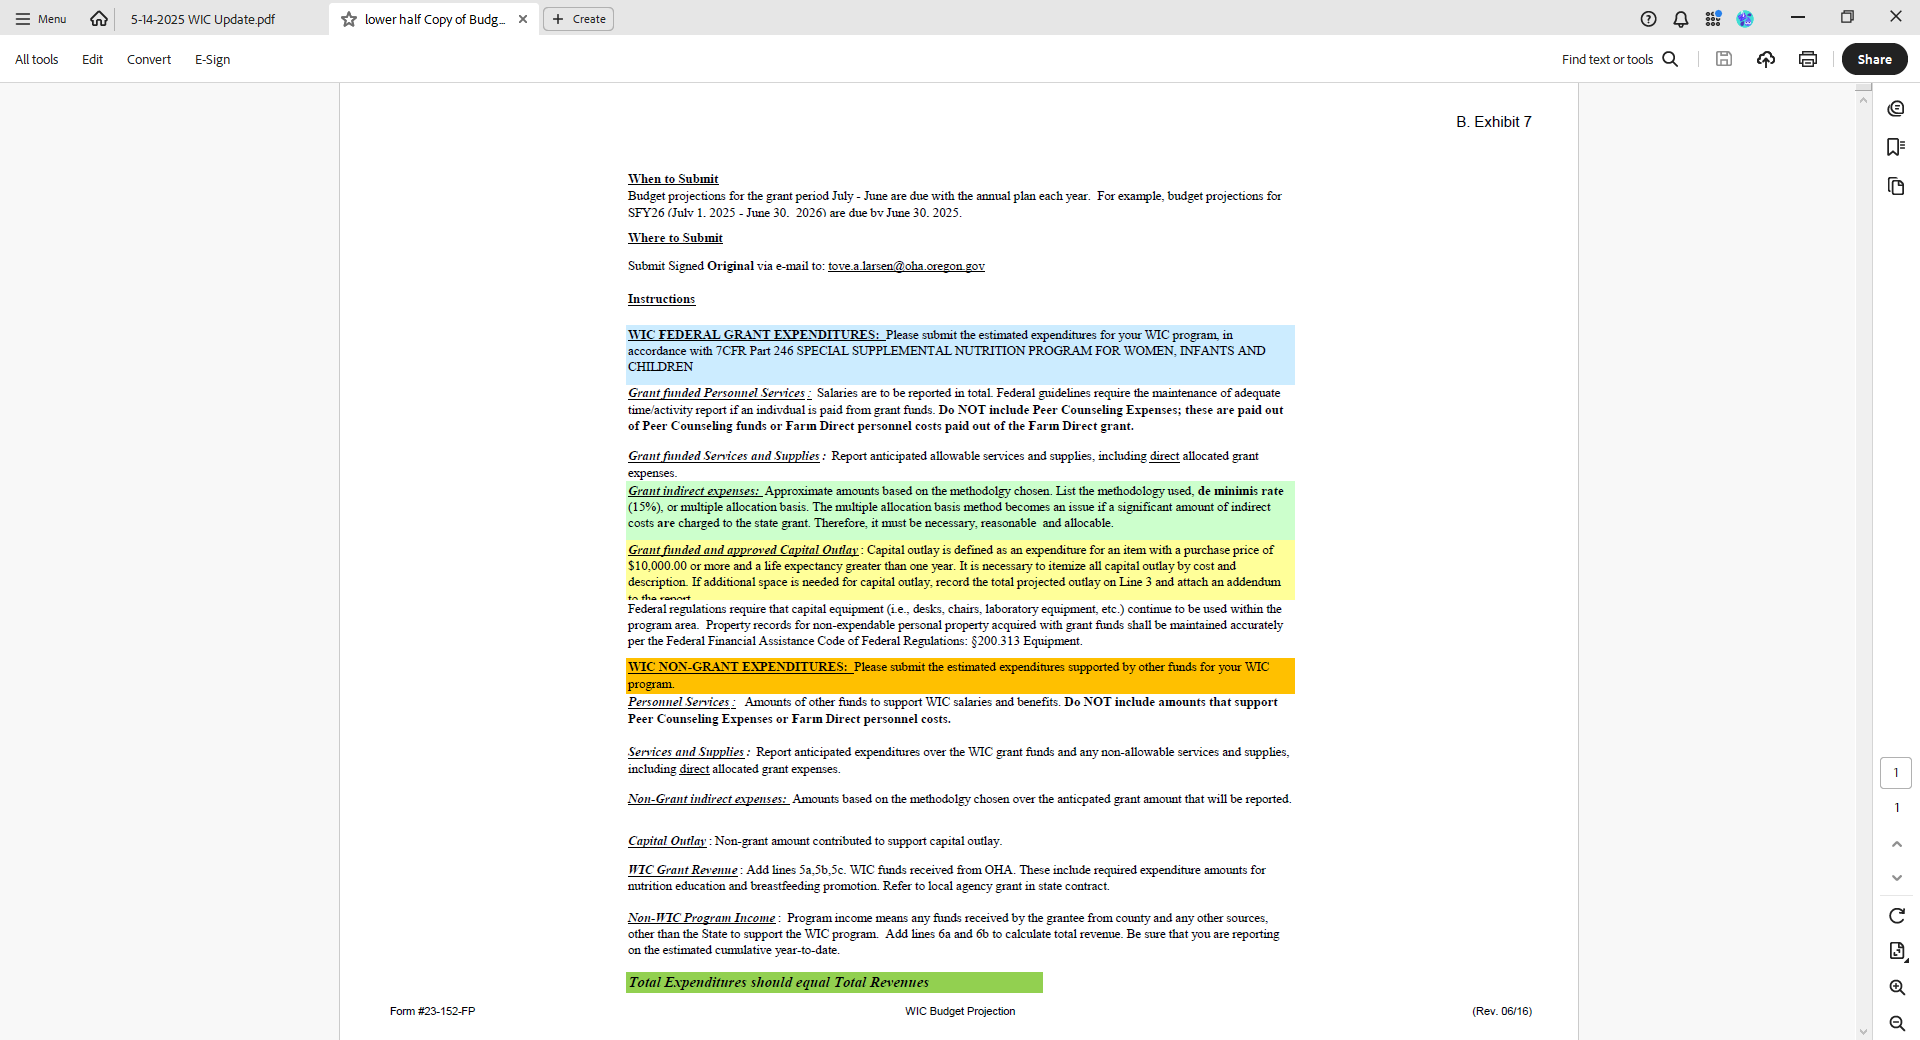 Menu
5-14-2025 WIC Update.pdf
lower half Copy of Budg...
Create
All tools
Edit
Convert
E-Sign
Find text or tools
Share
B. Exhibit 7
When to Submit
Budget projections for the grant period July - June are due with the annual plan each year.  For example, budget projections for
SFY26 (July 1, 2025 - June 30,  2026) are due by June 30, 2025.
Where to Submit
Submit Signed Original via e-mail to: tove.a.larsen@oha.oregon.gov
Instructions
WIC FEDERAL GRANT EXPENDITURES:  Please submit the estimated expenditures for your WIC program, in
accordance with 7CFR Part 246 SPECIAL SUPPLEMENTAL NUTRITION PROGRAM FOR WOMEN, INFANTS AND
CHILDREN
Grant funded Personnel Services :  Salaries are to be reported in total. Federal guidelines require the maintenance of adequate
time/activity report if an indivdual is paid from grant funds. Do NOT include Peer Counseling Expenses; these are paid out
of Peer Counseling funds or Farm Direct personnel costs paid out of the Farm Direct grant.
Grant funded Services and Supplies :  Report anticipated allowable services and supplies, including direct allocated grant
expenses.
Grant indirect expenses:  Approximate amounts based on the methodolgy chosen. List the methodology used, de minimis rate
(15%), or multiple allocation basis. The multiple allocation basis method becomes an issue if a significant amount of indirect
costs are charged to the state grant. Therefore, it must be necessary, reasonable  and allocable.
Grant funded and approved Capital Outlay : Capital outlay is defined as an expenditure for an item with a purchase price of
$10,000.00 or more and a life expectancy greater than one year. It is necessary to itemize all capital outlay by cost and
description. If additional space is needed for capital outlay, record the total projected outlay on Line 3 and attach an addendum
to the report.
Federal regulations require that capital equipment (i.e., desks, chairs, laboratory equipment, etc.) continue to be used within the
program area.  Property records for non-expendable personal property acquired with grant funds shall be maintained accurately
per the Federal Financial Assistance Code of Federal Regulations: §200.313 Equipment.
WIC NON-GRANT EXPENDITURES:  Please submit the estimated expenditures supported by other funds for your WIC
program.
Personnel Services :   Amounts of other funds to support WIC salaries and benefits. Do NOT include amounts that support
Peer Counseling Expenses or Farm Direct personnel costs.
Services and Supplies :  Report anticipated expenditures over the WIC grant funds and any non-allowable services and supplies,
including direct allocated grant expenses.
Non-Grant indirect expenses:  Amounts based on the methodolgy chosen over the anticpated grant amount that will be reported.
Capital Outlay : Non-grant amount contributed to support capital outlay.
WIC Grant Revenue : Add lines 5a,5b,5c. WIC funds received from OHA. These include required expenditure amounts for
nutrition education and breastfeeding promotion. Refer to local agency grant in state contract.
Non-WIC Program Income :  Program income means any funds received by the grantee from county and any other sources,
other than the State to support the WIC program.  Add lines 6a and 6b to calculate total revenue. Be sure that you are reporting
on the estimated cumulative year-to-date.
Total Expenditures should equal Total Revenues
Form #23-152-FP
WIC Budget Projection
(Rev. 06/16)
1
1